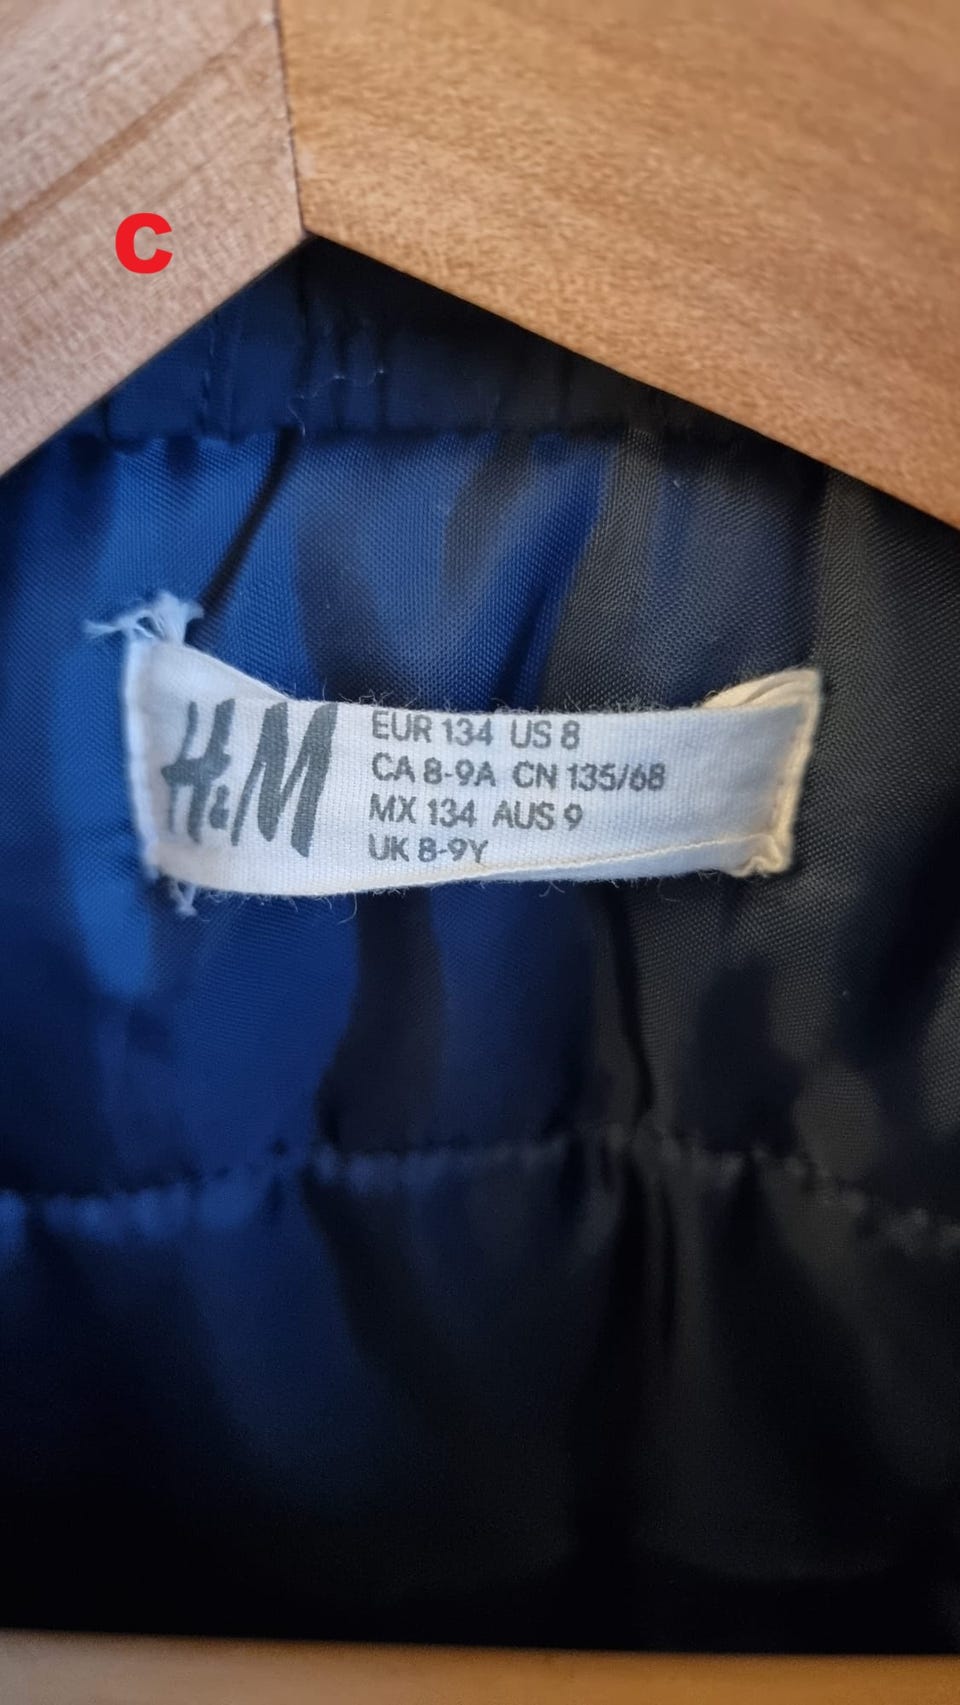 C
H&M
EUR 134 US 8
CA 8-9A CN 135/68
MX 134 AUS 9
UK 8-9Y